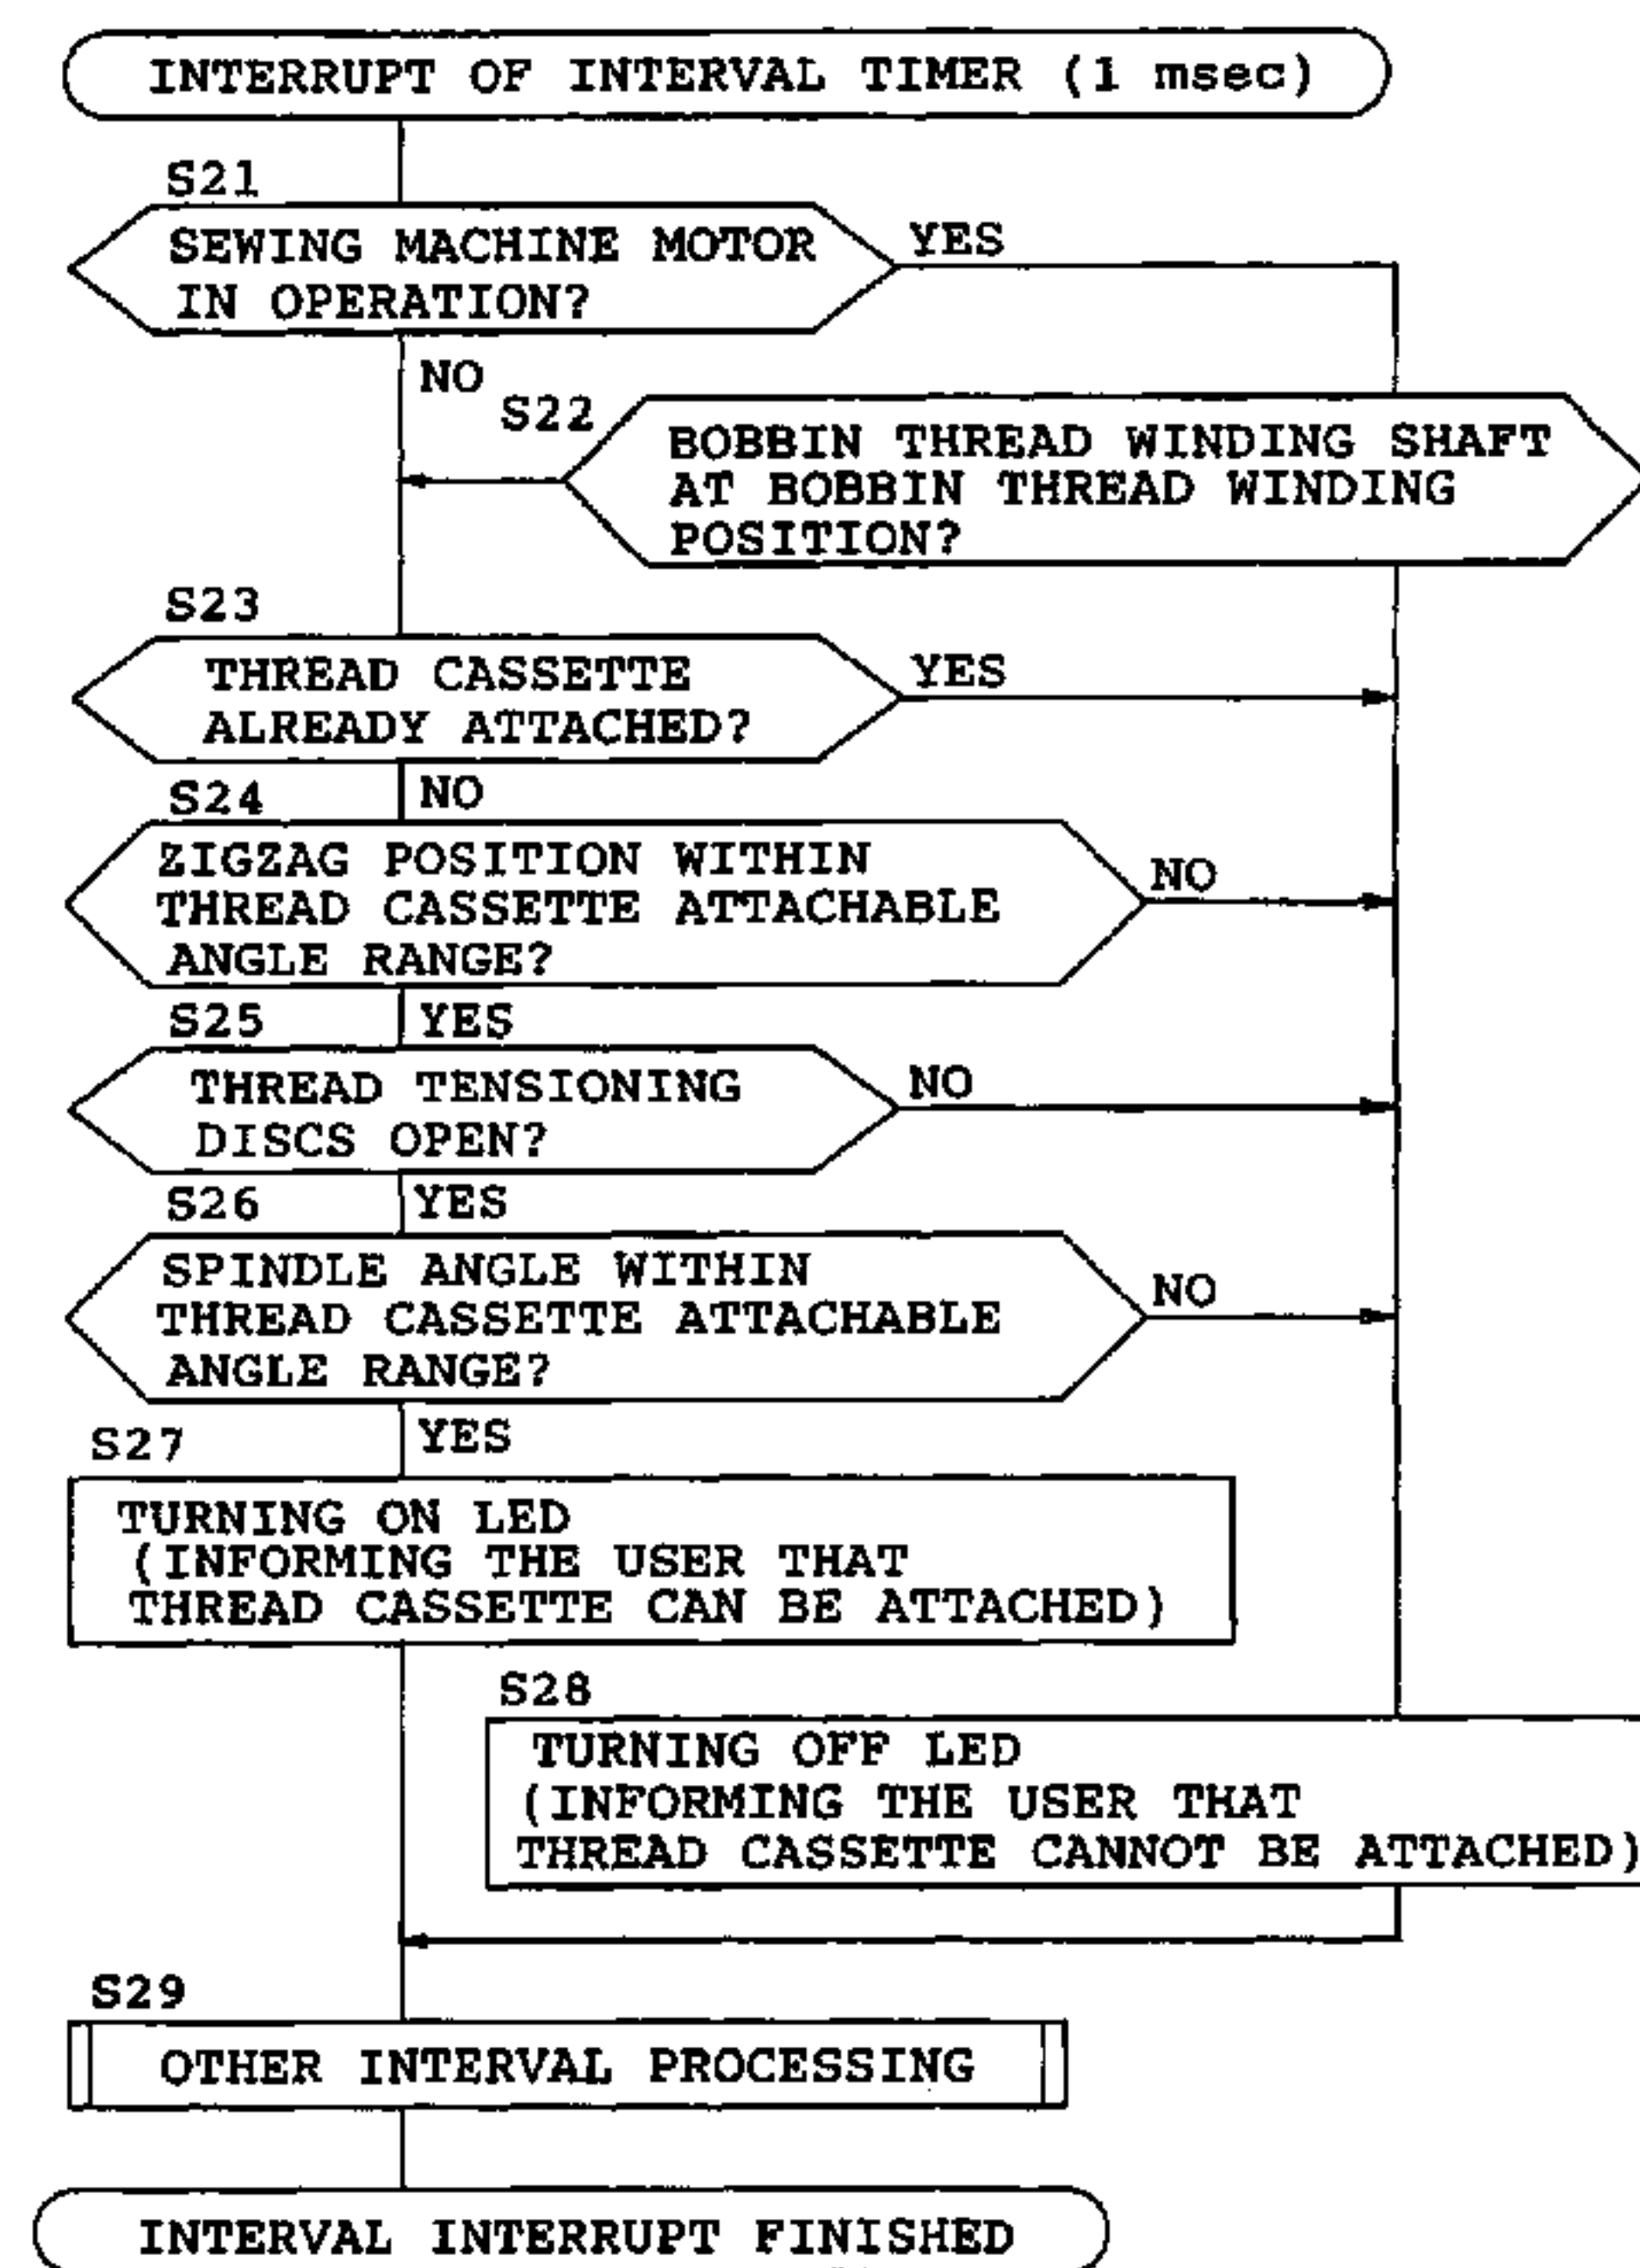 INTERRUPT OF INTERVAL TIMER (1 msec)
S21
SEWING MACHINE MOTOR
IN OPERATION?
YES
NO
S22
BOBBIN THREAD WINDING SHAFT
AT BOBBIN THREAD WINDING
POSITION?
S23
THREAD CASSETTE
ALREADY ATTACHED?
YES
NO
S24
ZIGZAG POSITION WITHIN
THREAD CASSETTE ATTACHABLE
ANGLE RANGE?
NO
YES
S25
THREAD TENSIONING
DISCS OPEN?
NO
YES
S26
SPINDLE ANGLE WITHIN
THREAD CASSETTE ATTACHABLE
ANGLE RANGE?
NO
YES
S27
TURNING ON LED
(INFORMING THE USER THAT
THREAD CASSETTE CAN BE ATTACHED)
S28
TURNING OFF LED
(INFORMING THE USER THAT
THREAD CASSETTE CANNOT BE ATTACHED)
S29
OTHER INTERVAL PROCESSING
INTERVAL INTERRUPT FINISHED